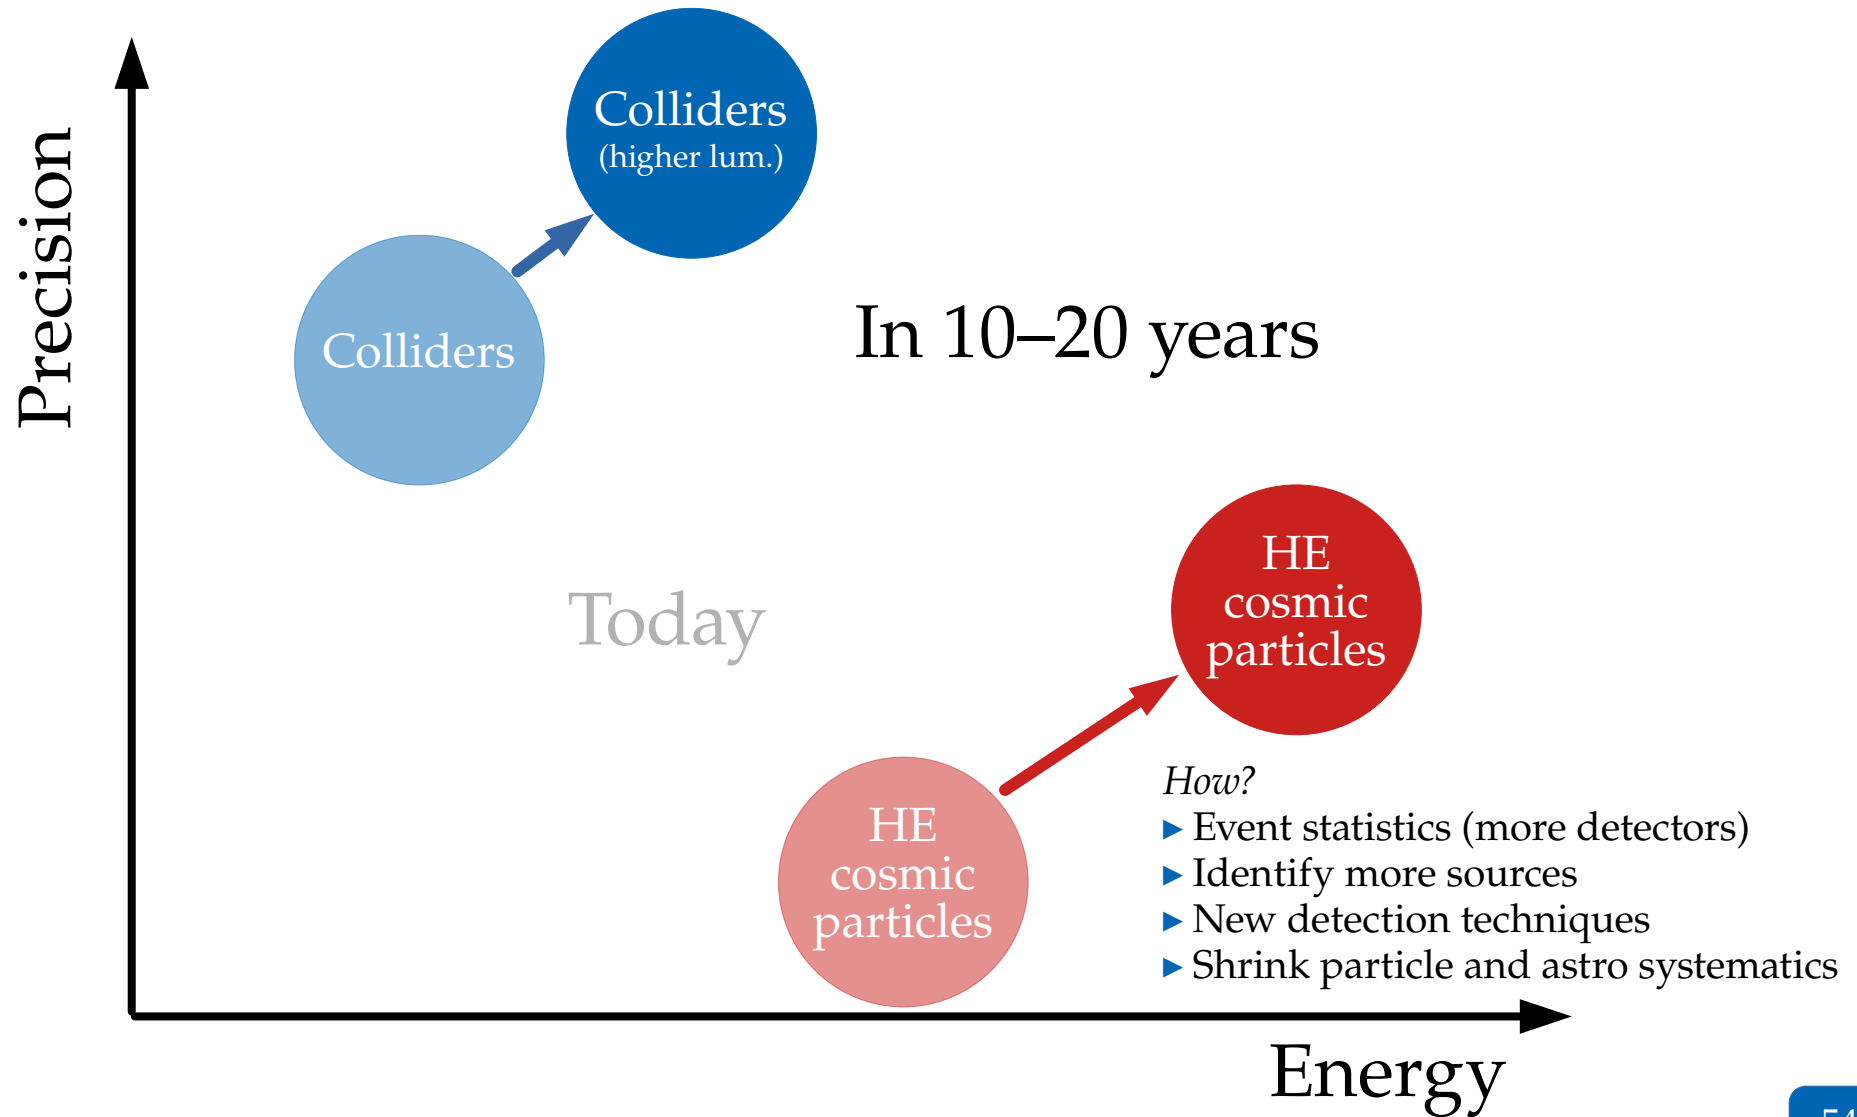 Precision
Colliders
(higher lum.)
Colliders
In 10–20 years
Today
HE
cosmic
particles
HE
cosmic
particles
How?
▸ Event statistics (more detectors)
▸ Identify more sources
▸ New detection techniques
▸ Shrink particle and astro systematics
Energy
54